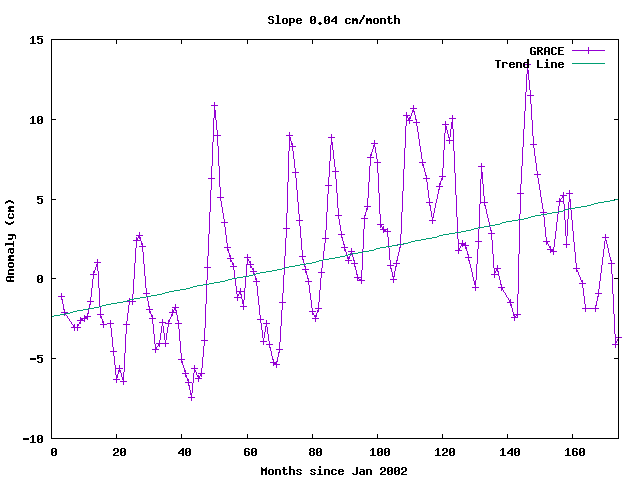 Slope 0.04 cm/month
GRACE
Trend Line
15
10
5
0
-5
-10
Anomaly (cm)
0 20 40 60 80 100 120 140 160
Months since Jan 2002